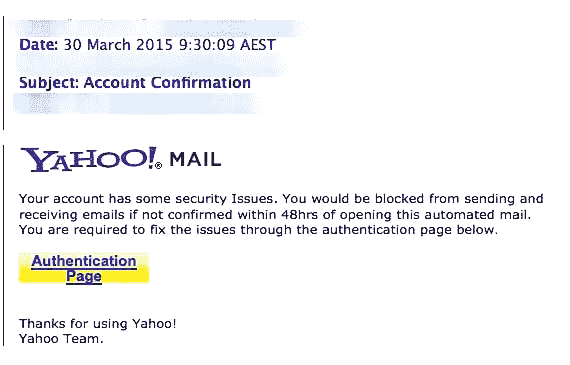 Date: 30 March 2015 9:30:09 AEST
Subject: Account Confirmation
YAHOO!® MAIL
Your account has some security Issues. You would be blocked from sending and
receiving emails if not confirmed within 48hrs of opening this automated mail.
You are required to fix the issues through the authentication page below.
Authentication
Page
Thanks for using Yahoo!
Yahoo Team.